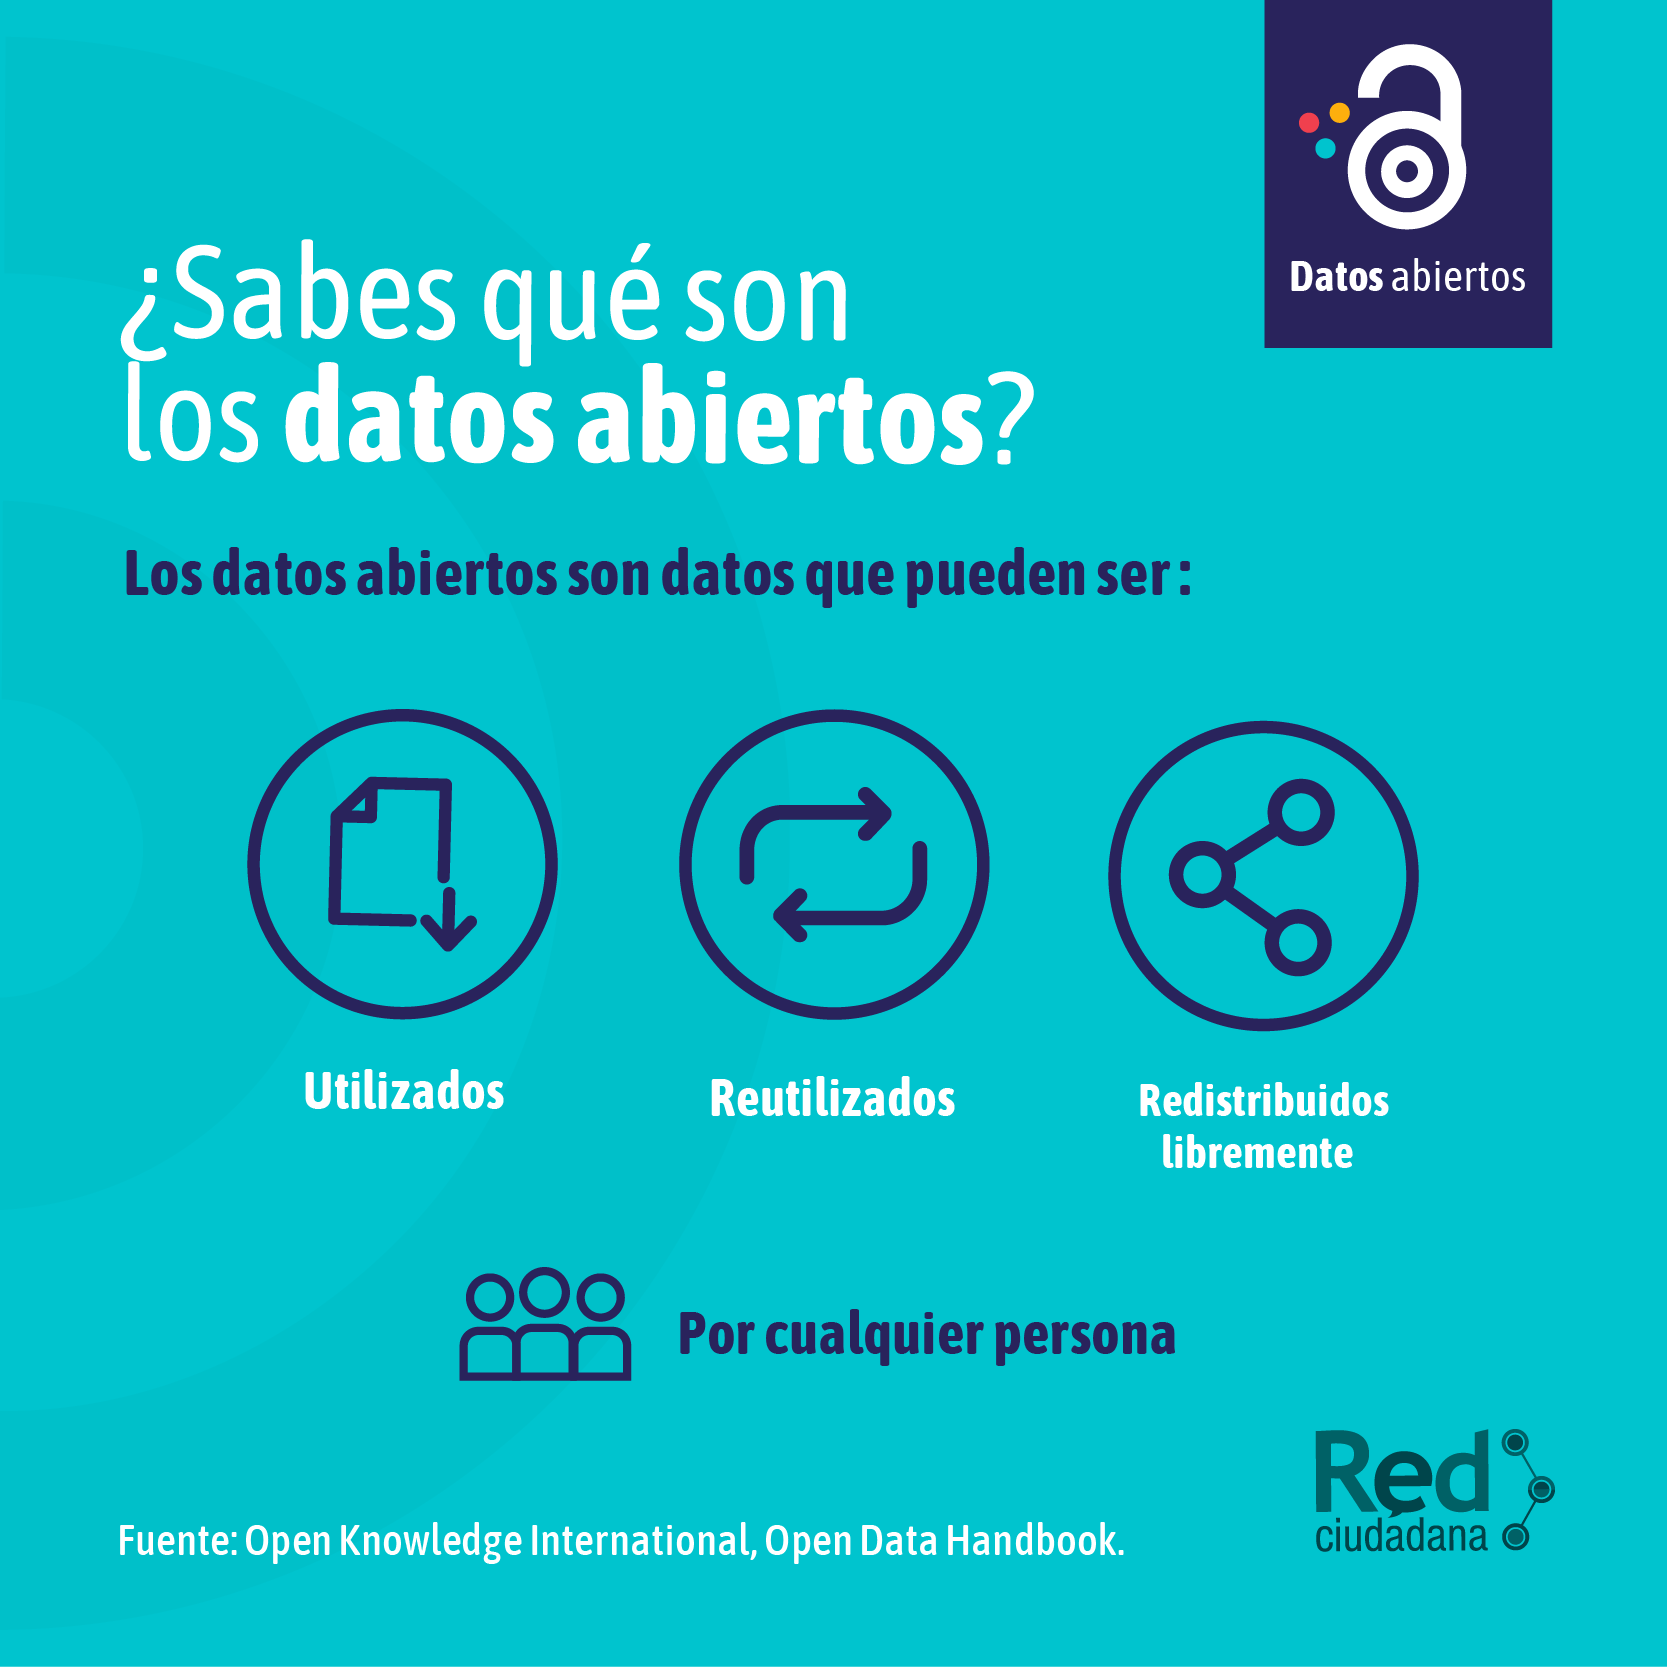 Datos abiertos
¿Sabes qué son
los datos abiertos?
Los datos abiertos son datos que pueden ser :
Utilizados
Reutilizados
Redistribuidos
libremente
Por cualquier persona
Red
ciudadana
Fuente: Open Knowledge International, Open Data Handbook.